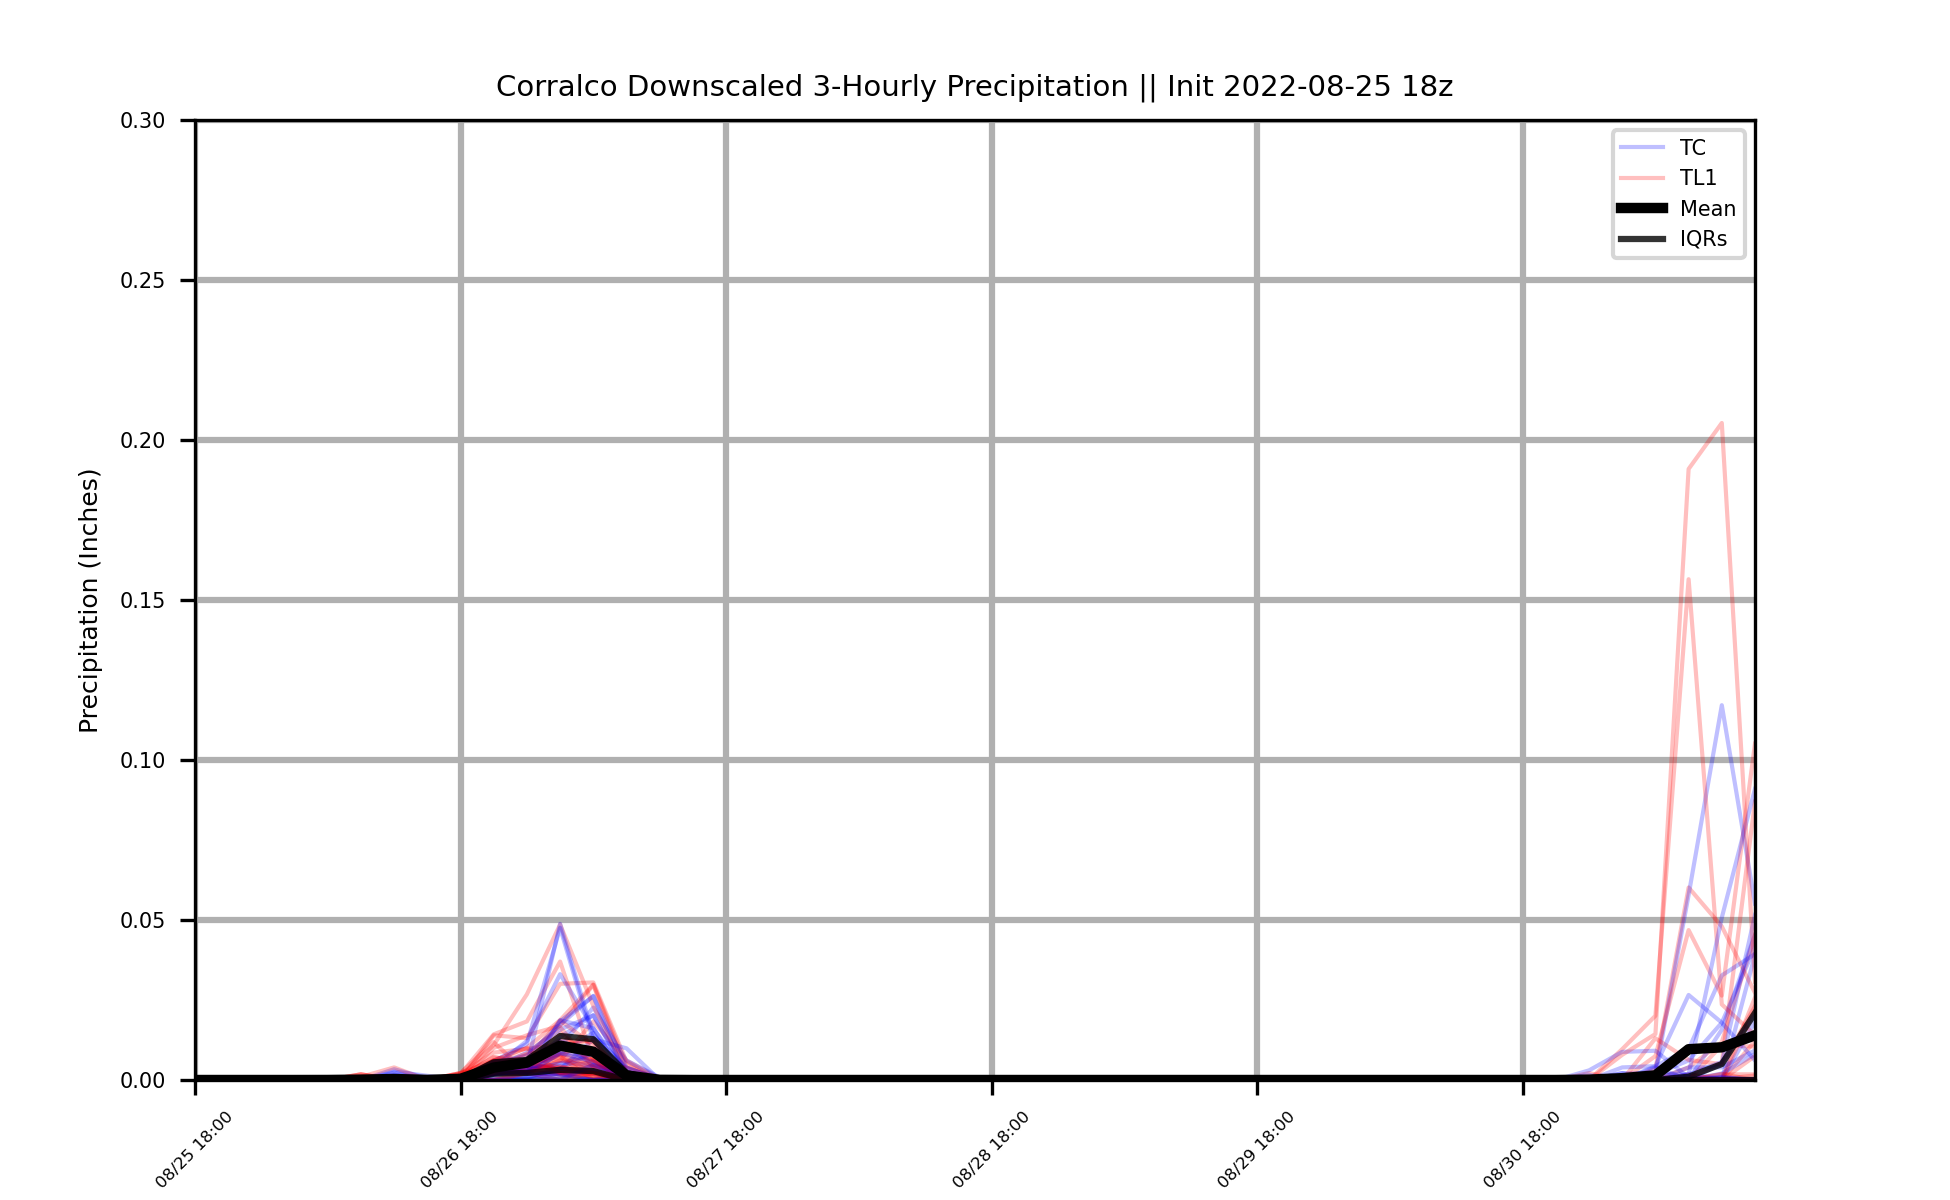 Corralco Downscaled 3-Hourly Precipitation || Init 2022-08-25 18z
TC
TL1
Mean
IQRs
Precipitation (Inches)
0.30
0.25
0.20
0.15
0.10
0.05
0.00
08/25 18:00
08/26 18:00
08/27 18:00
08/28 18:00
08/29 18:00
08/30 18:00